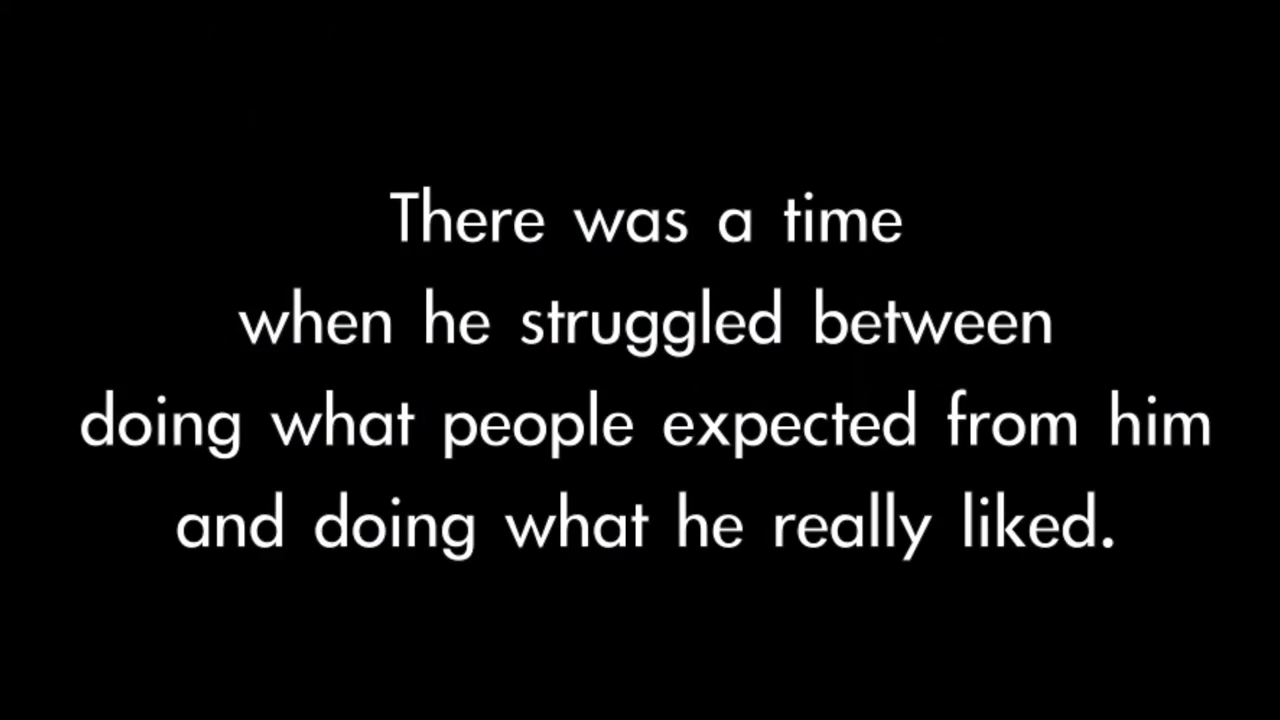 There was a time
when he struggled between
doing what people expected from him
and doing what he really liked.